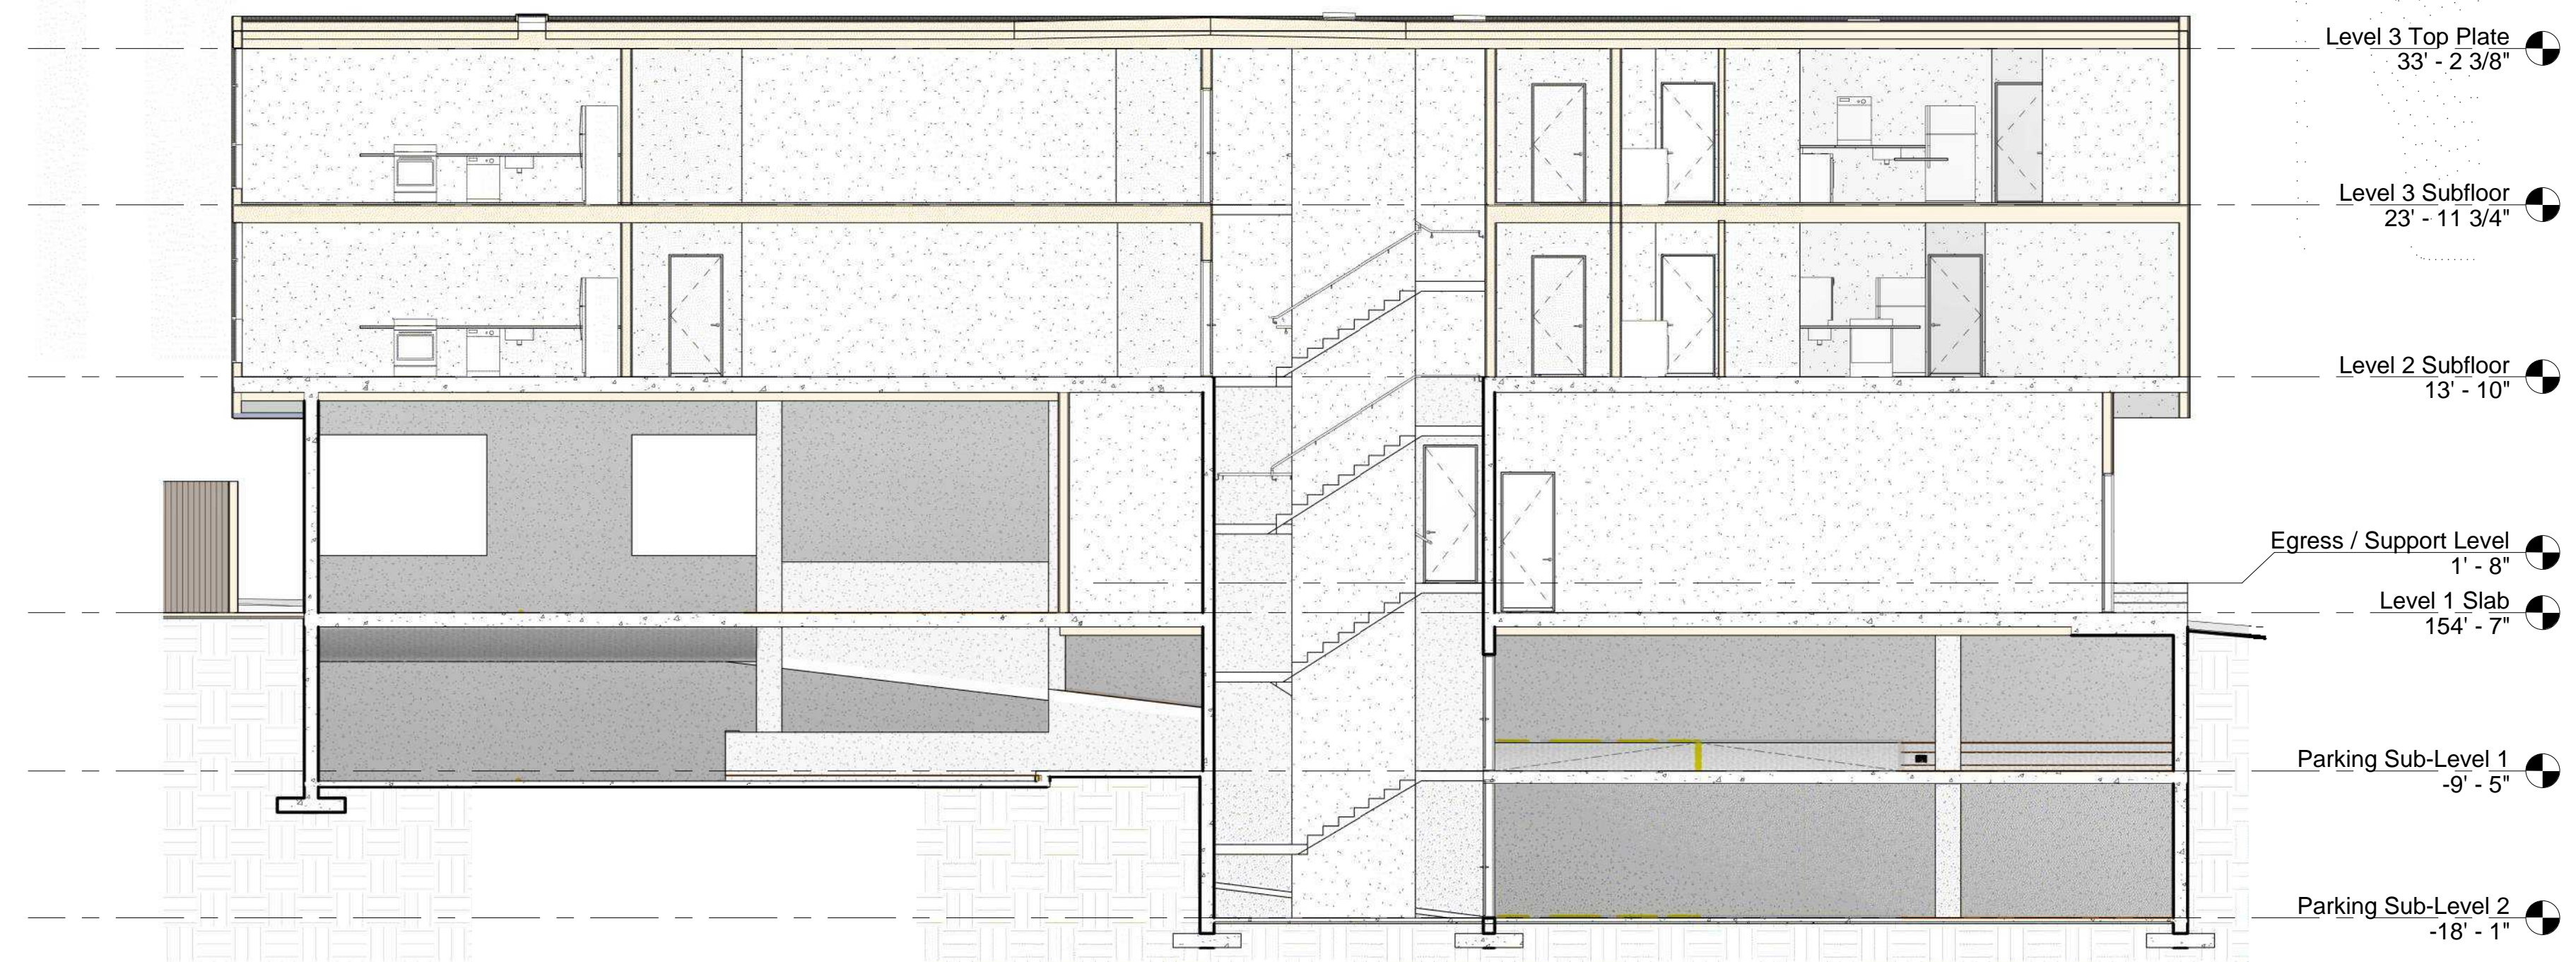 Level 3 Top Plate
33' - 2 3/8"
Level 3 Subfloor
23' - 11 3/4"
Level 2 Subfloor
13' - 10"
Egress / Support Level
1' - 8"
Level 1 Slab
154' - 7"
Parking Sub-Level 1
-9' - 5"
Parking Sub-Level 2
-18' - 1"